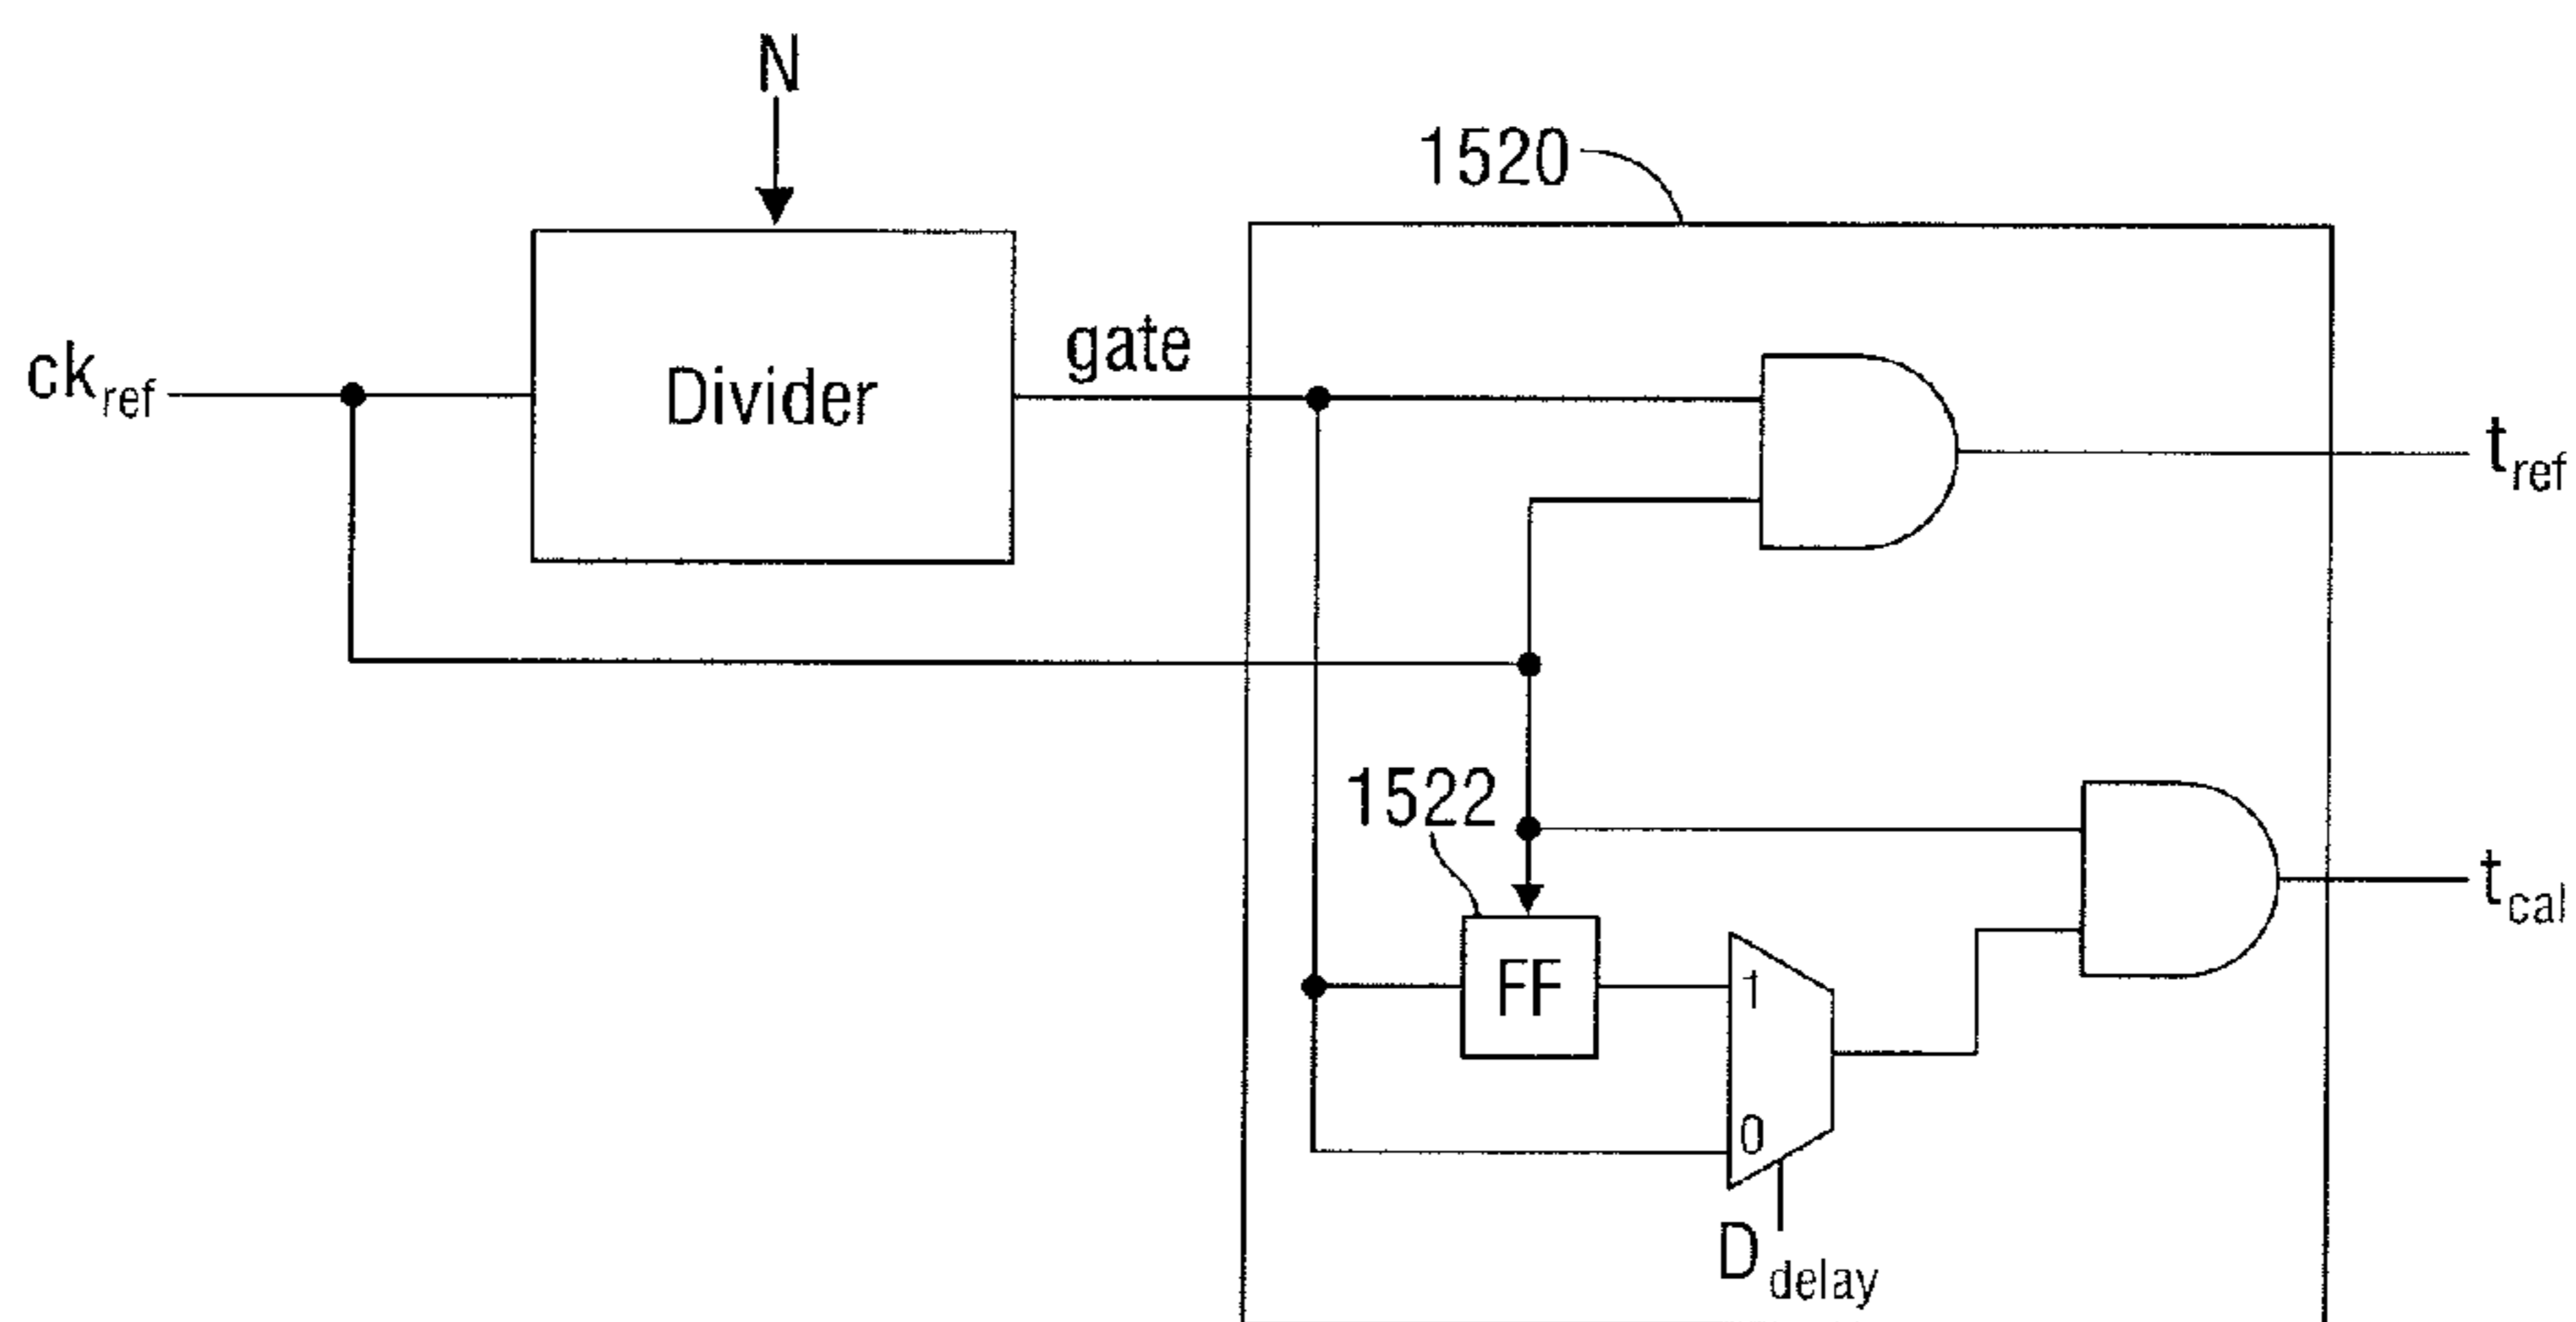 N
1520
ck_ref
Divider
gate
t_ref
1522
FF
1
0
t_cal
D_delay